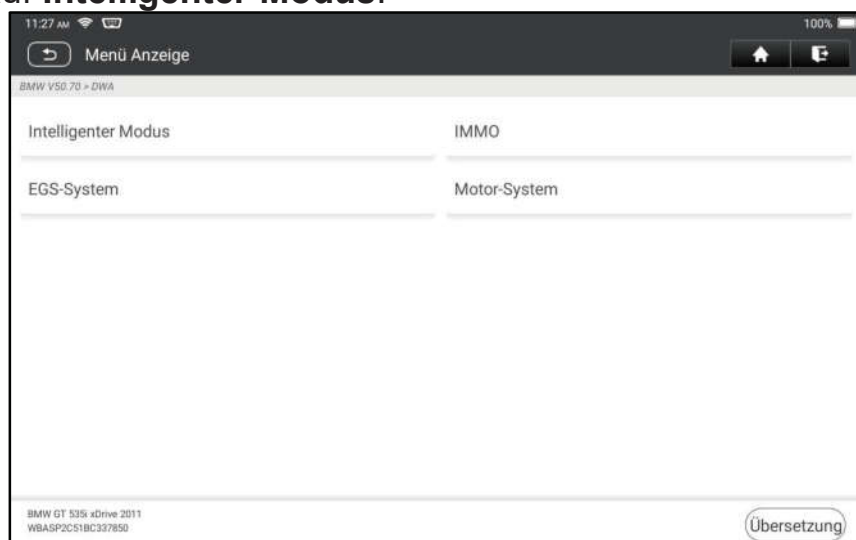 Intelligenter Modus.
11:27 AM 100%
Menü Anzeige
BMW V50.70 > DWA
Intelligenter Modus IMMO
EGS-System Motor-System
BMW GT 535i xDrive 2011
WBASP2C51BC337850
Übersetzung